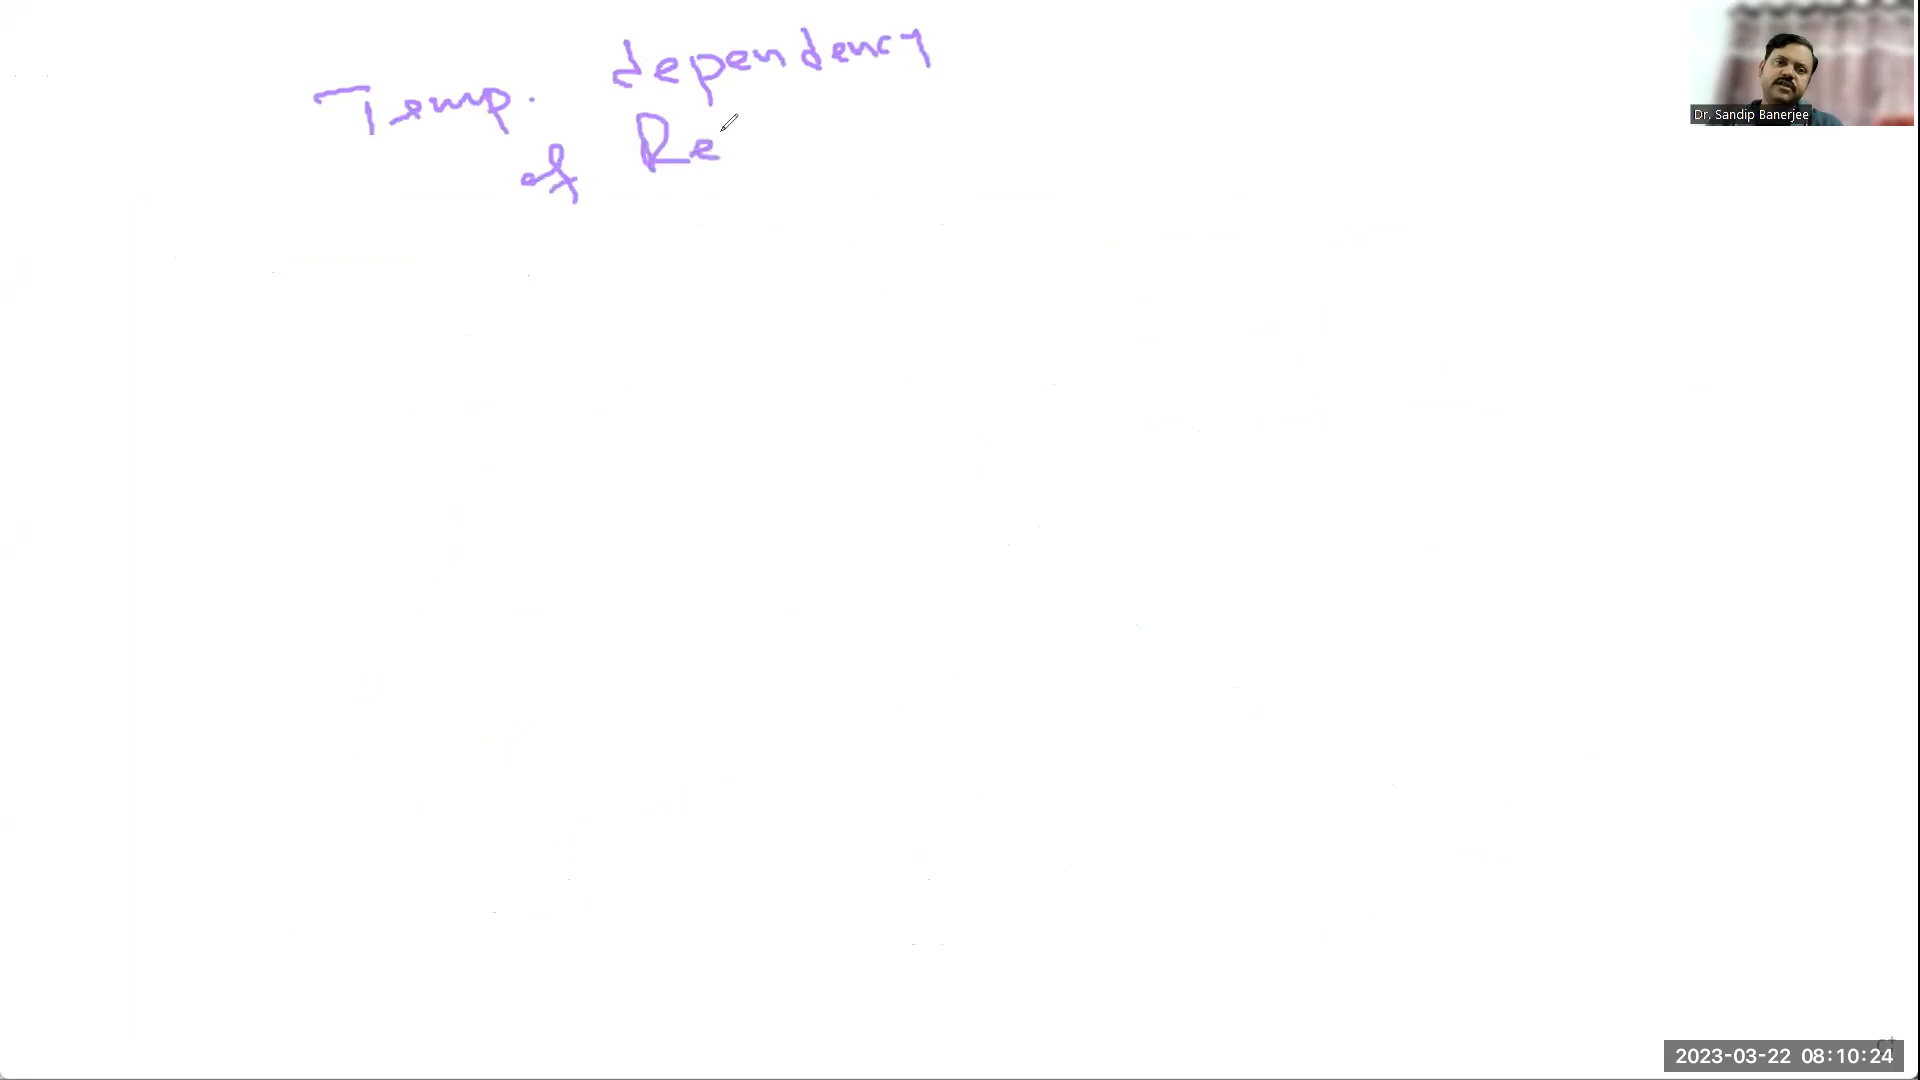 Temp. dependency
of Re
Dr. Sandip Banerjee
2023-03-22 08:10:24